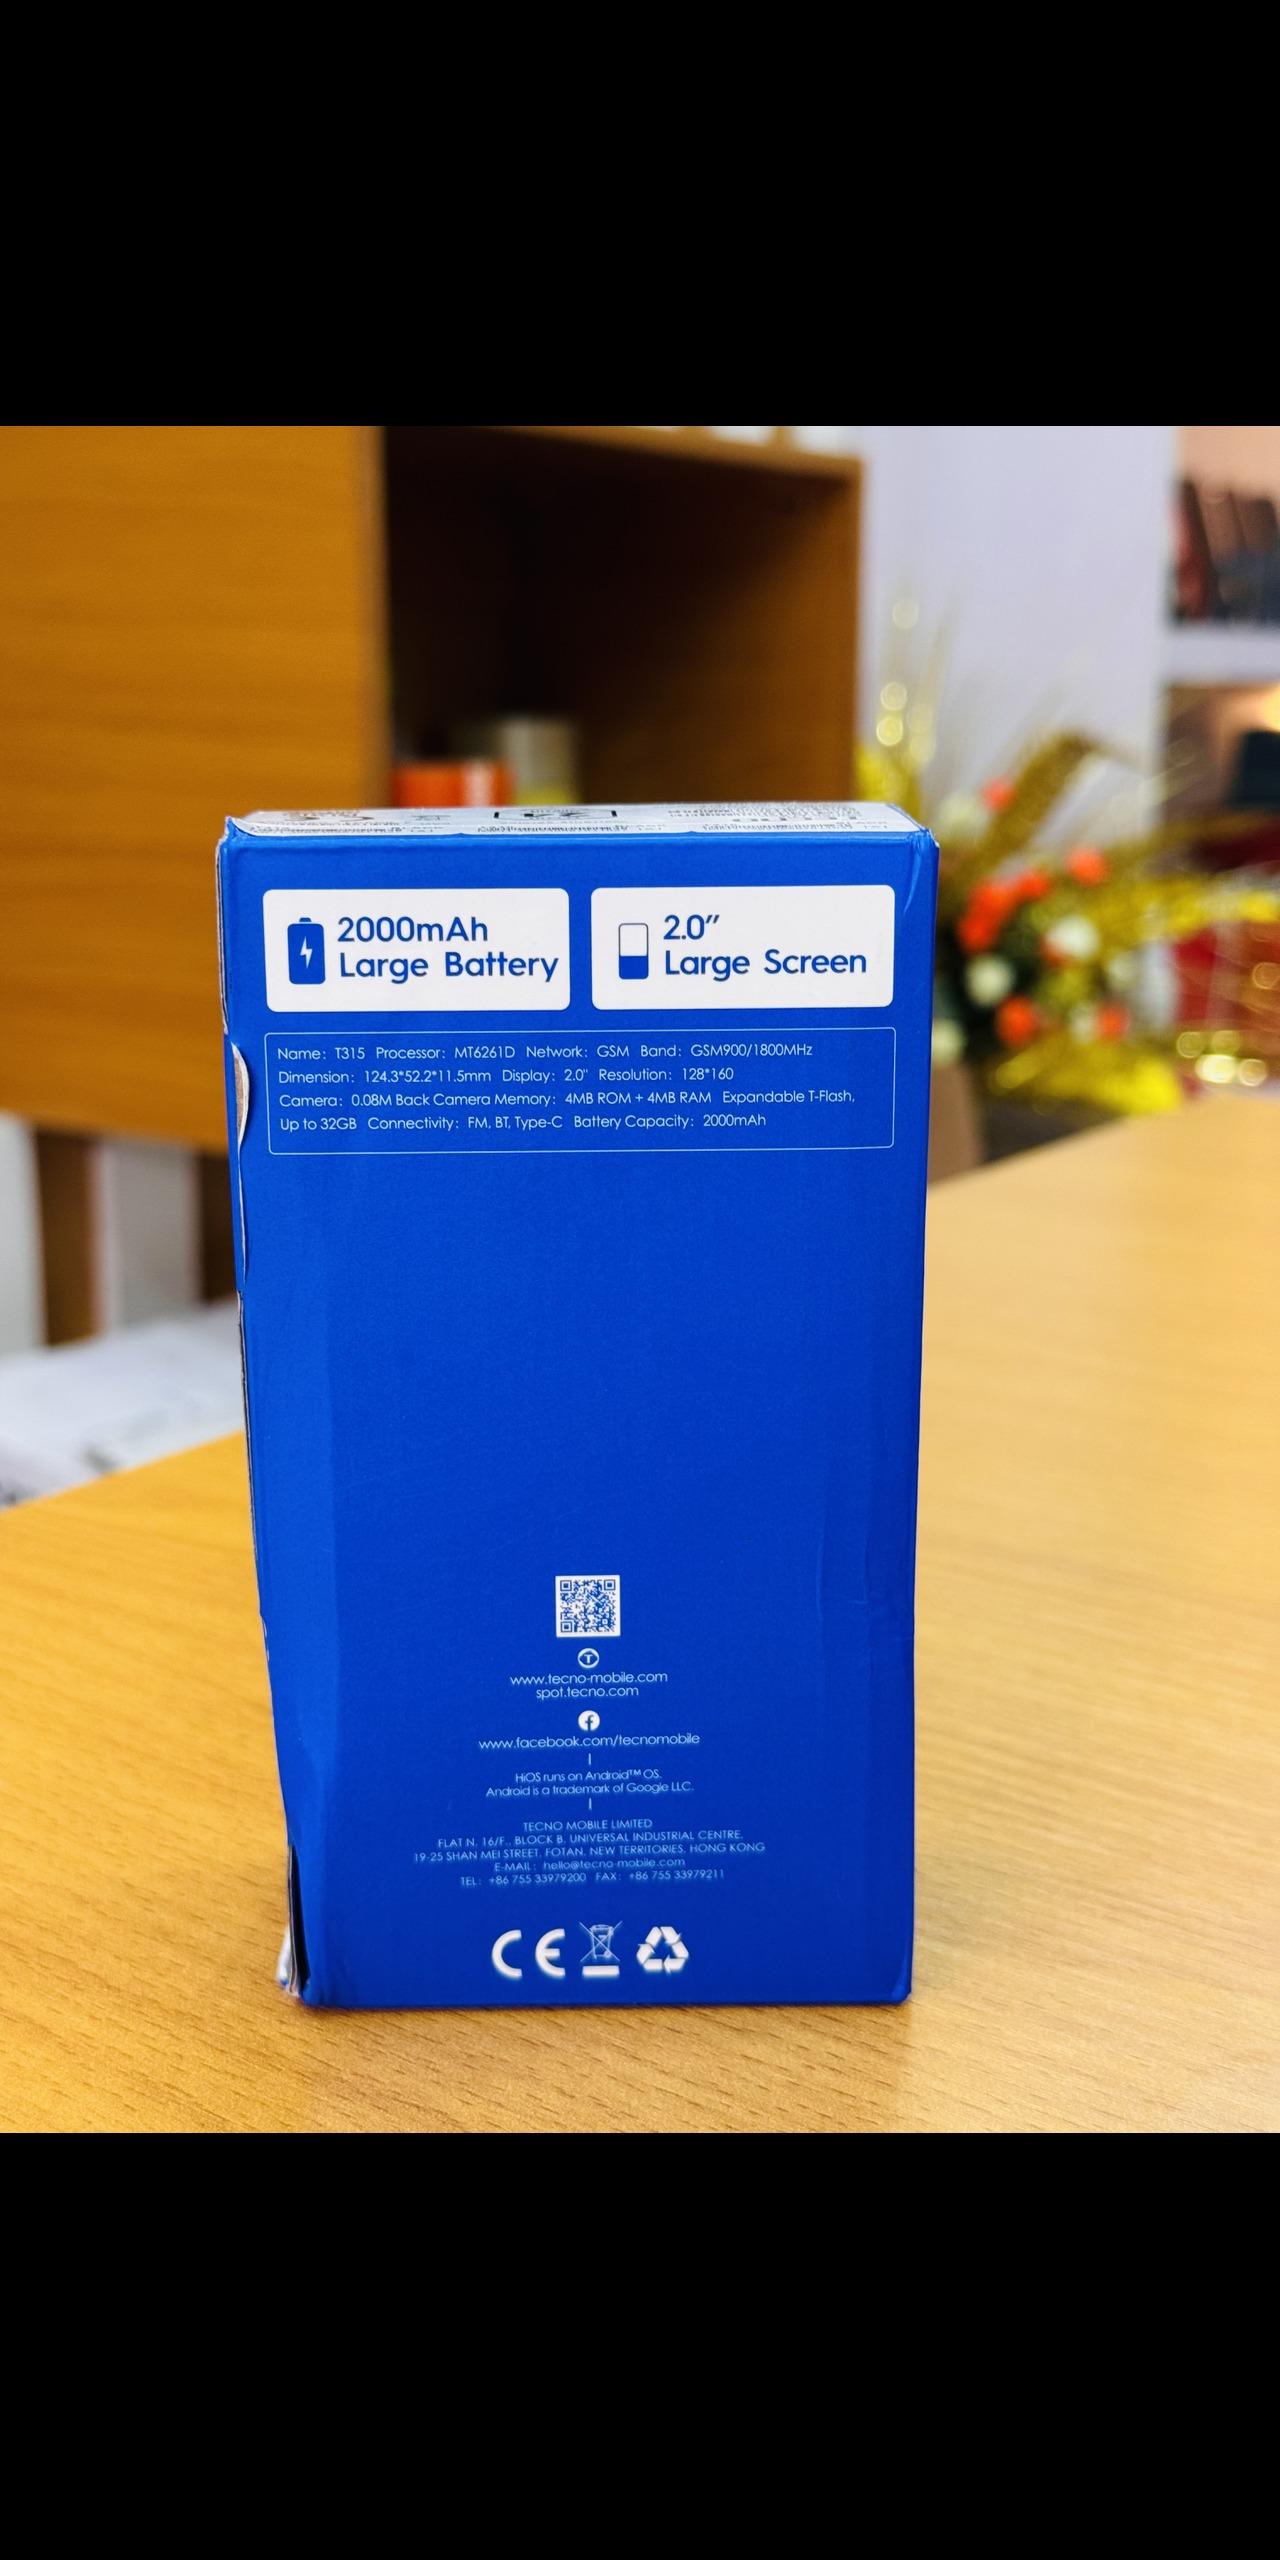 2000mAh
Large Battery
2.0"
Large Screen
Name: T315 Processor: MT6261D Network: GSM Band: GSM900/1800MHz
Dimension: 124.3*52.2*11.5mm Display: 2.0" Resolution: 128*160
Camera: 0.08M Back Camera Memory: 4MB ROM + 4MB RAM Expandable T-Flash,
Up to 32GB Connectivity: FM, BT, Type-C Battery Capacity: 2000mAh
www.tecno-mobile.com
spot.tecno.com
www.facebook.com/tecnomobile
HiOS runs on Android™ OS.
Android is a trademark of Google LLC.
TECNO MOBILE LIMITED
FLAT N, 16/F., BLOCK B, UNIVERSAL INDUSTRIAL CENTRE,
19-25 SHAN MEI STREET, FOTAN, NEW TERRITORIES, HONG KONG
E-MAIL: hello@tecno-mobile.com
TEL: +86 755 33979200 FAX: +86 755 33979211
CE